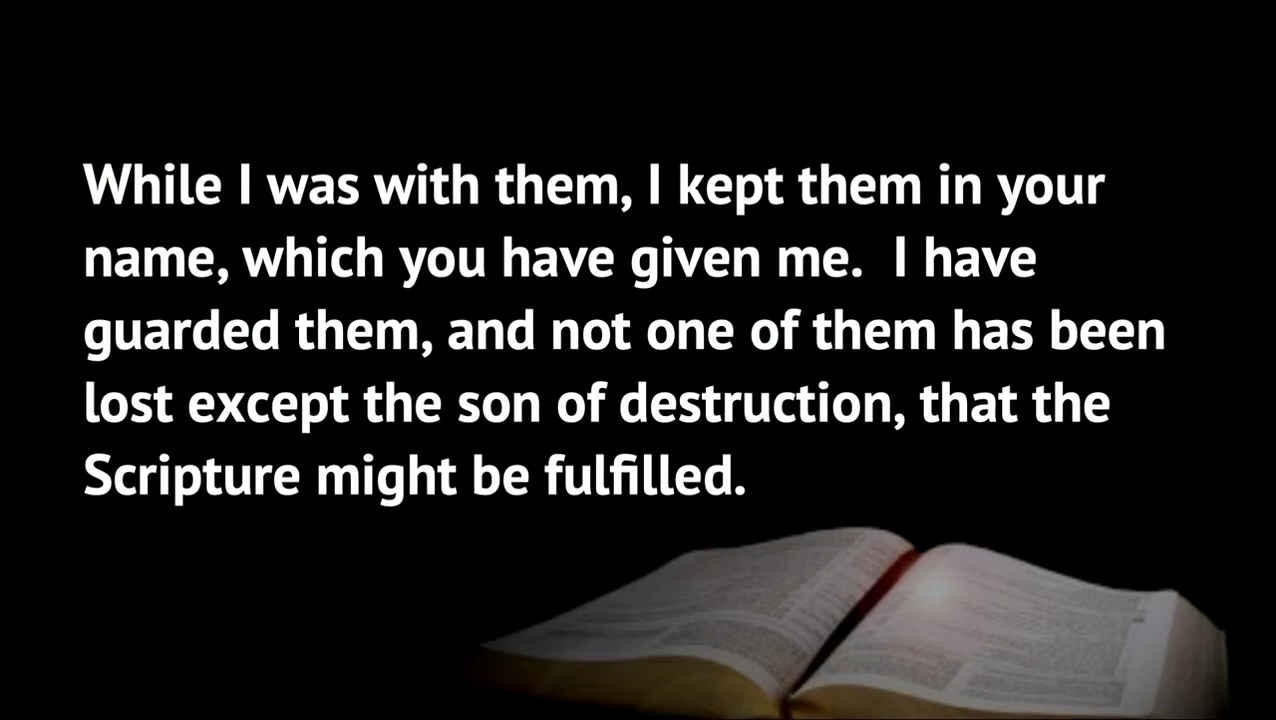 While I was with them, I kept them in your
name, which you have given me.  I have
guarded them, and not one of them has been
lost except the son of destruction, that the
Scripture might be fulfilled.